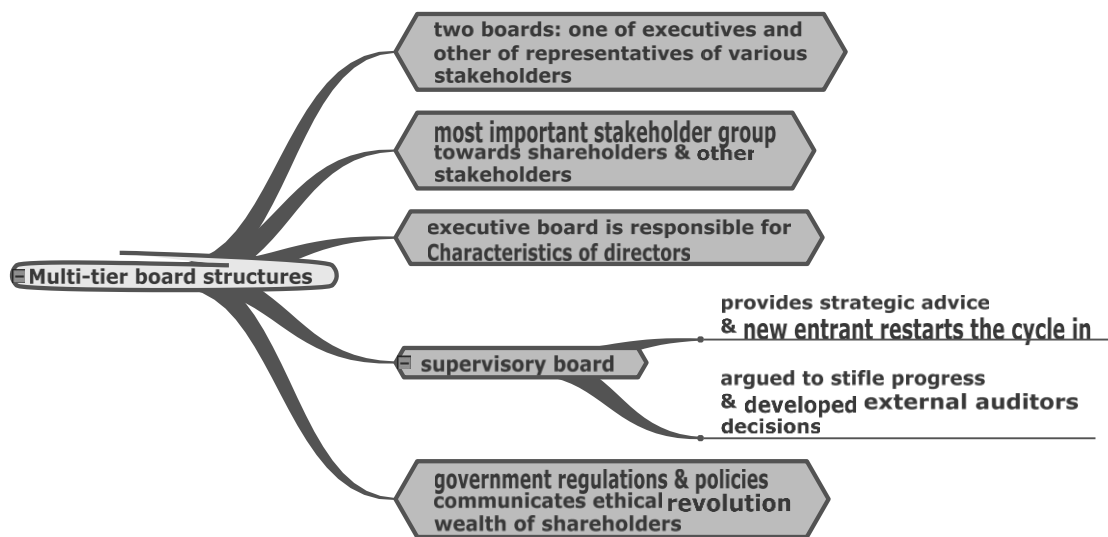 two boards: one of executives and
other of representatives of various
stakeholders
most important stakeholder group
towards shareholders & other
stakeholders
executive board is responsible for
Characteristics of directors
Multi-tier board structures
provides strategic advice
& new entrant restarts the cycle in
supervisory board
argued to stifle progress
& developed external auditors
decisions
government regulations & policies
communicates ethical revolution
wealth of shareholders